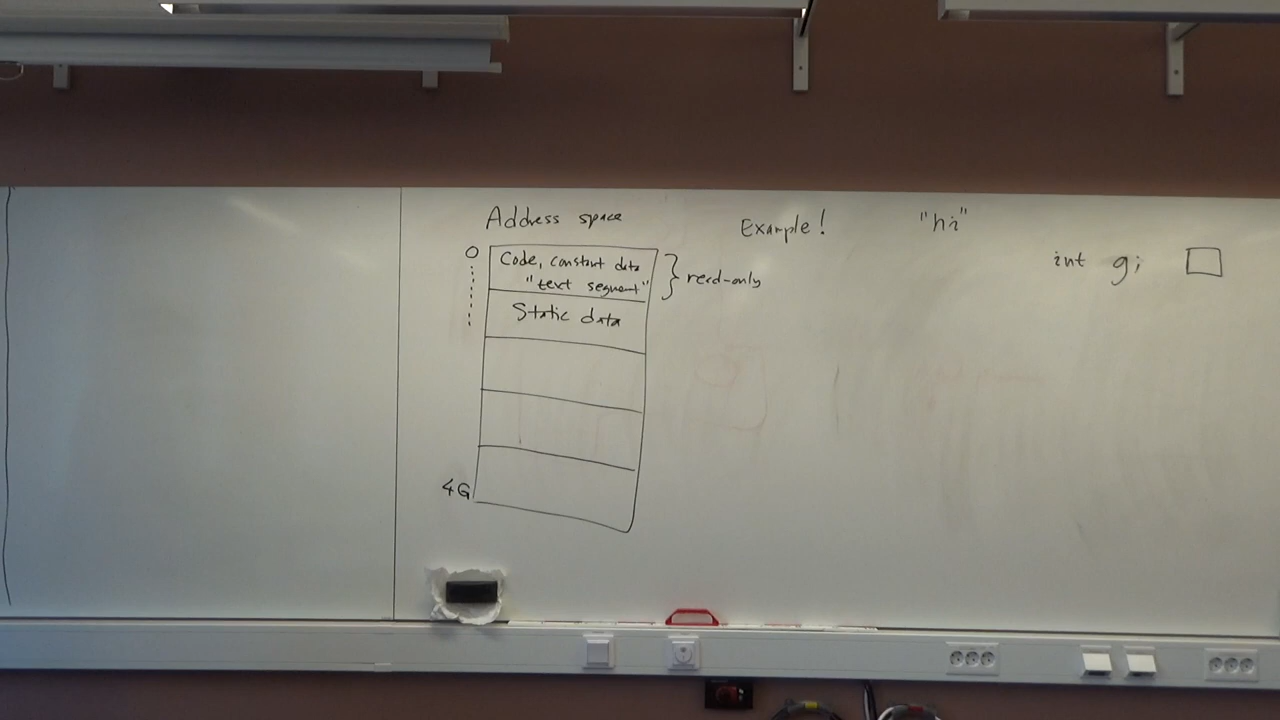 Address space
0
Code, constant data
"text segment"
read-only
Static data
4G
Example!
"hi"
int g;